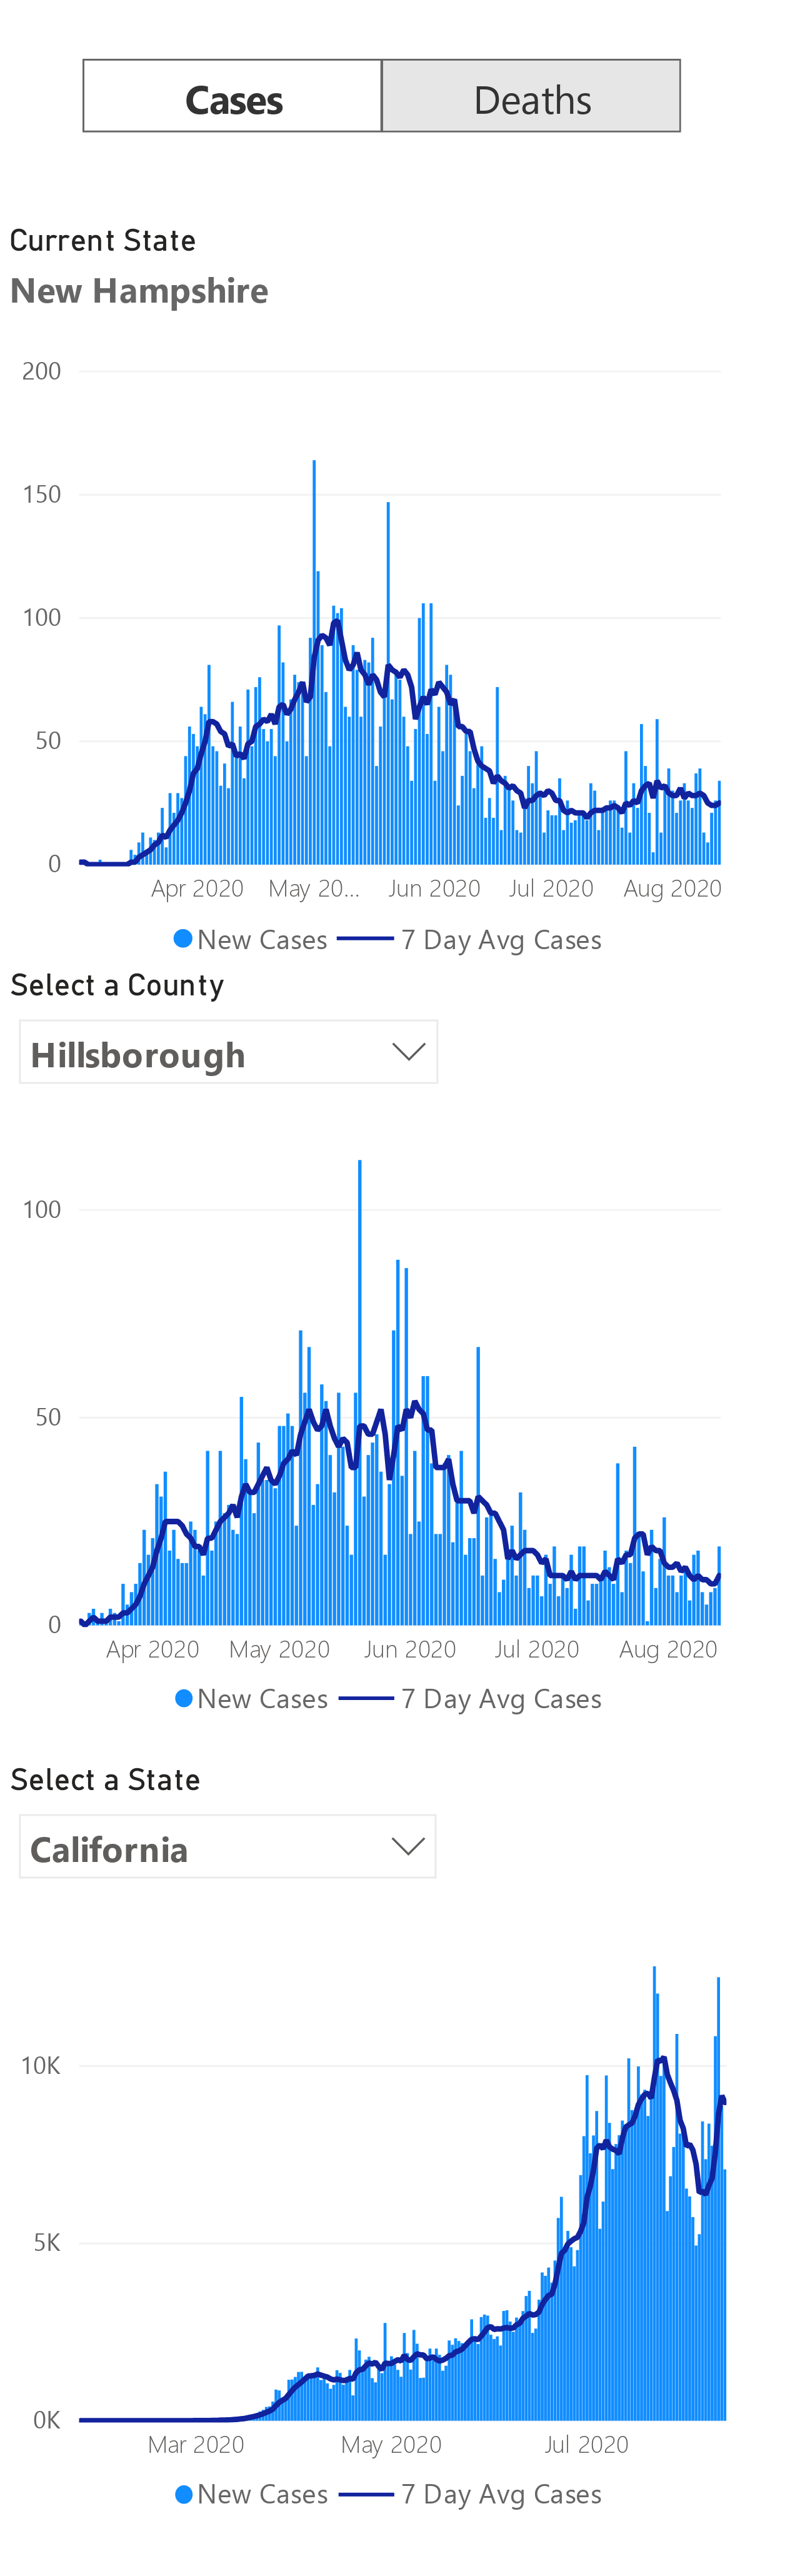 Cases Deaths
Current State
New Hampshire
200
150
100
50
0
Apr 2020 May 20... Jun 2020 Jul 2020 Aug 2020
New Cases 7 Day Avg Cases
Select a County
Hillsborough
100
50
0
Apr 2020 May 2020 Jun 2020 Jul 2020 Aug 2020
New Cases 7 Day Avg Cases
Select a State
California
10K
5K
0K
Mar 2020 May 2020 Jul 2020
New Cases 7 Day Avg Cases